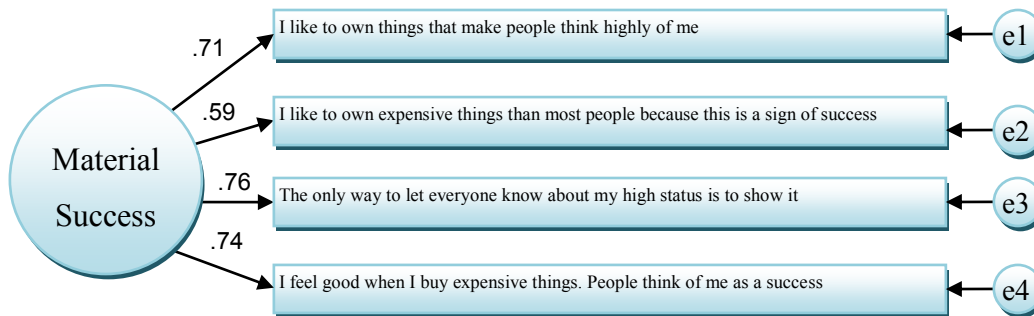 I like to own things that make people think highly of me
e1
.71
.59
I like to own expensive things than most people because this is a sign of success
e2
Material
Success
.76
The only way to let everyone know about my high status is to show it
e3
.74
I feel good when I buy expensive things. People think of me as a success
e4